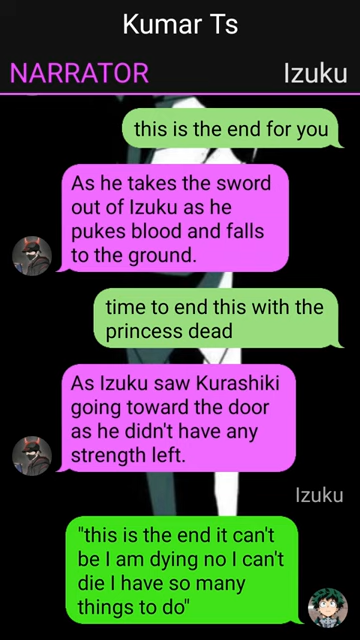 Kumar Ts
NARRATOR Izuku
this is the end for you
As he takes the sword
out of Izuku as he
pukes blood and falls
to the ground.
time to end this with the
princess dead
As Izuku saw Kurashiki
going toward the door
as he didn't have any
strength left.
Izuku
"this is the end it can't
be I am dying no I can't
die I have so many
things to do"